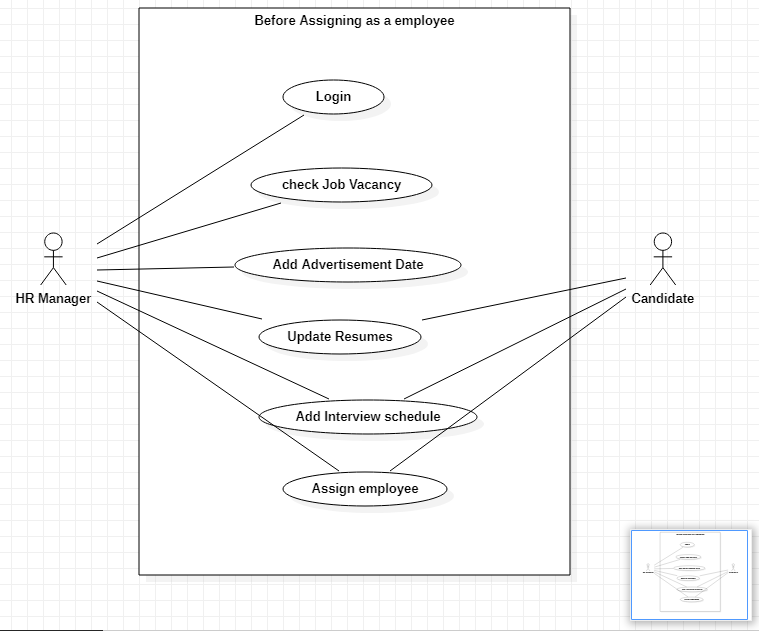 Before Assigning as a employee
Login
check Job Vacancy
Add Advertisement Date
HR Manager
Candidate
Update Resumes
Add Interview schedule
Assign employee